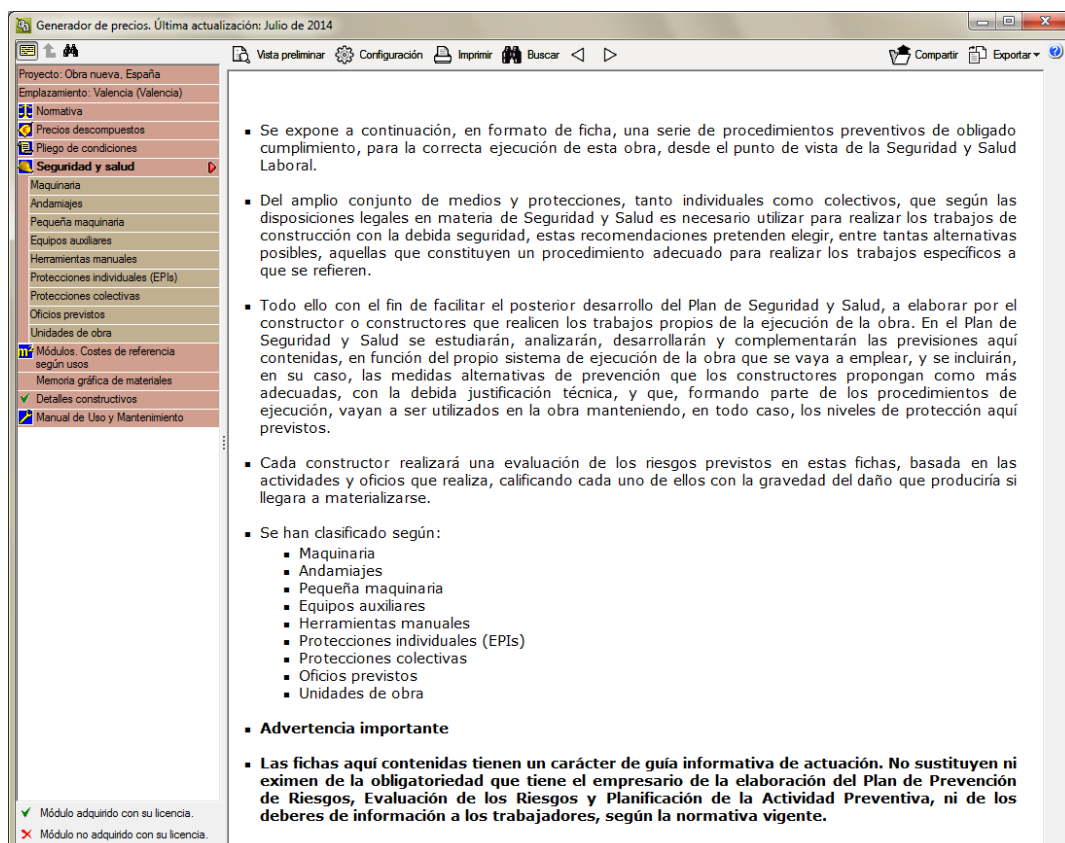 Generador de precios. Última actualización: Julio de 2014
Vista preliminar Configuración Imprimir Buscar Compartir Exportar
Proyecto: Obra nueva, España
Emplazamiento: Valencia (Valencia)
Normativa
Precios descompuestos
Pliego de condiciones
Seguridad y salud
Maquinaria
Andamiajes
Pequeña maquinaria
Equipos auxiliares
Herramientas manuales
Protecciones individuales (EPIs)
Protecciones colectivas
Oficios previstos
Unidades de obra
Módulos. Costes de referencia
según usos
Memoria gráfica de materiales
Detalles constructivos
Manual de Uso y Mantenimiento
Módulo adquirido con su licencia.
Módulo no adquirido con su licencia.
Se expone a continuación, en formato de ficha, una serie de procedimientos preventivos de obligado
cumplimiento, para la correcta ejecución de esta obra, desde el punto de vista de la Seguridad y Salud
Laboral.
Del amplio conjunto de medios y protecciones, tanto individuales como colectivos, que según las
disposiciones legales en materia de Seguridad y Salud es necesario utilizar para realizar los trabajos de
construcción con la debida seguridad, estas recomendaciones pretenden elegir, entre tantas alternativas
posibles, aquellas que constituyen un procedimiento adecuado para realizar los trabajos específicos a
que se refieren.
Todo ello con el fin de facilitar el posterior desarrollo del Plan de Seguridad y Salud, a elaborar por el
constructor o constructores que realicen los trabajos propios de la ejecución de la obra. En el Plan de
Seguridad y Salud se estudiarán, analizarán, desarrollarán y complementarán las previsiones aquí
contenidas, en función del propio sistema de ejecución de la obra que se vaya a emplear, y se incluirán,
en su caso, las medidas alternativas de prevención que los constructores propongan como más
adecuadas, con la debida justificación técnica, y que, formando parte de los procedimientos de
ejecución, vayan a ser utilizados en la obra manteniendo, en todo caso, los niveles de protección aquí
previstos.
Cada constructor realizará una evaluación de los riesgos previstos en estas fichas, basada en las
actividades y oficios que realiza, calificando cada uno de ellos con la gravedad del daño que produciría si
llegara a materializarse.
Se han clasificado según:
Maquinaria
Andamiajes
Pequeña maquinaria
Equipos auxiliares
Herramientas manuales
Protecciones individuales (EPIs)
Protecciones colectivas
Oficios previstos
Unidades de obra
Advertencia importante
Las fichas aquí contenidas tienen un carácter de guía informativa de actuación. No sustituyen ni
eximen de la obligatoriedad que tiene el empresario de la elaboración del Plan de Prevención
de Riesgos, Evaluación de los Riesgos y Planificación de la Actividad Preventiva, ni de los
deberes de información a los trabajadores, según la normativa vigente.